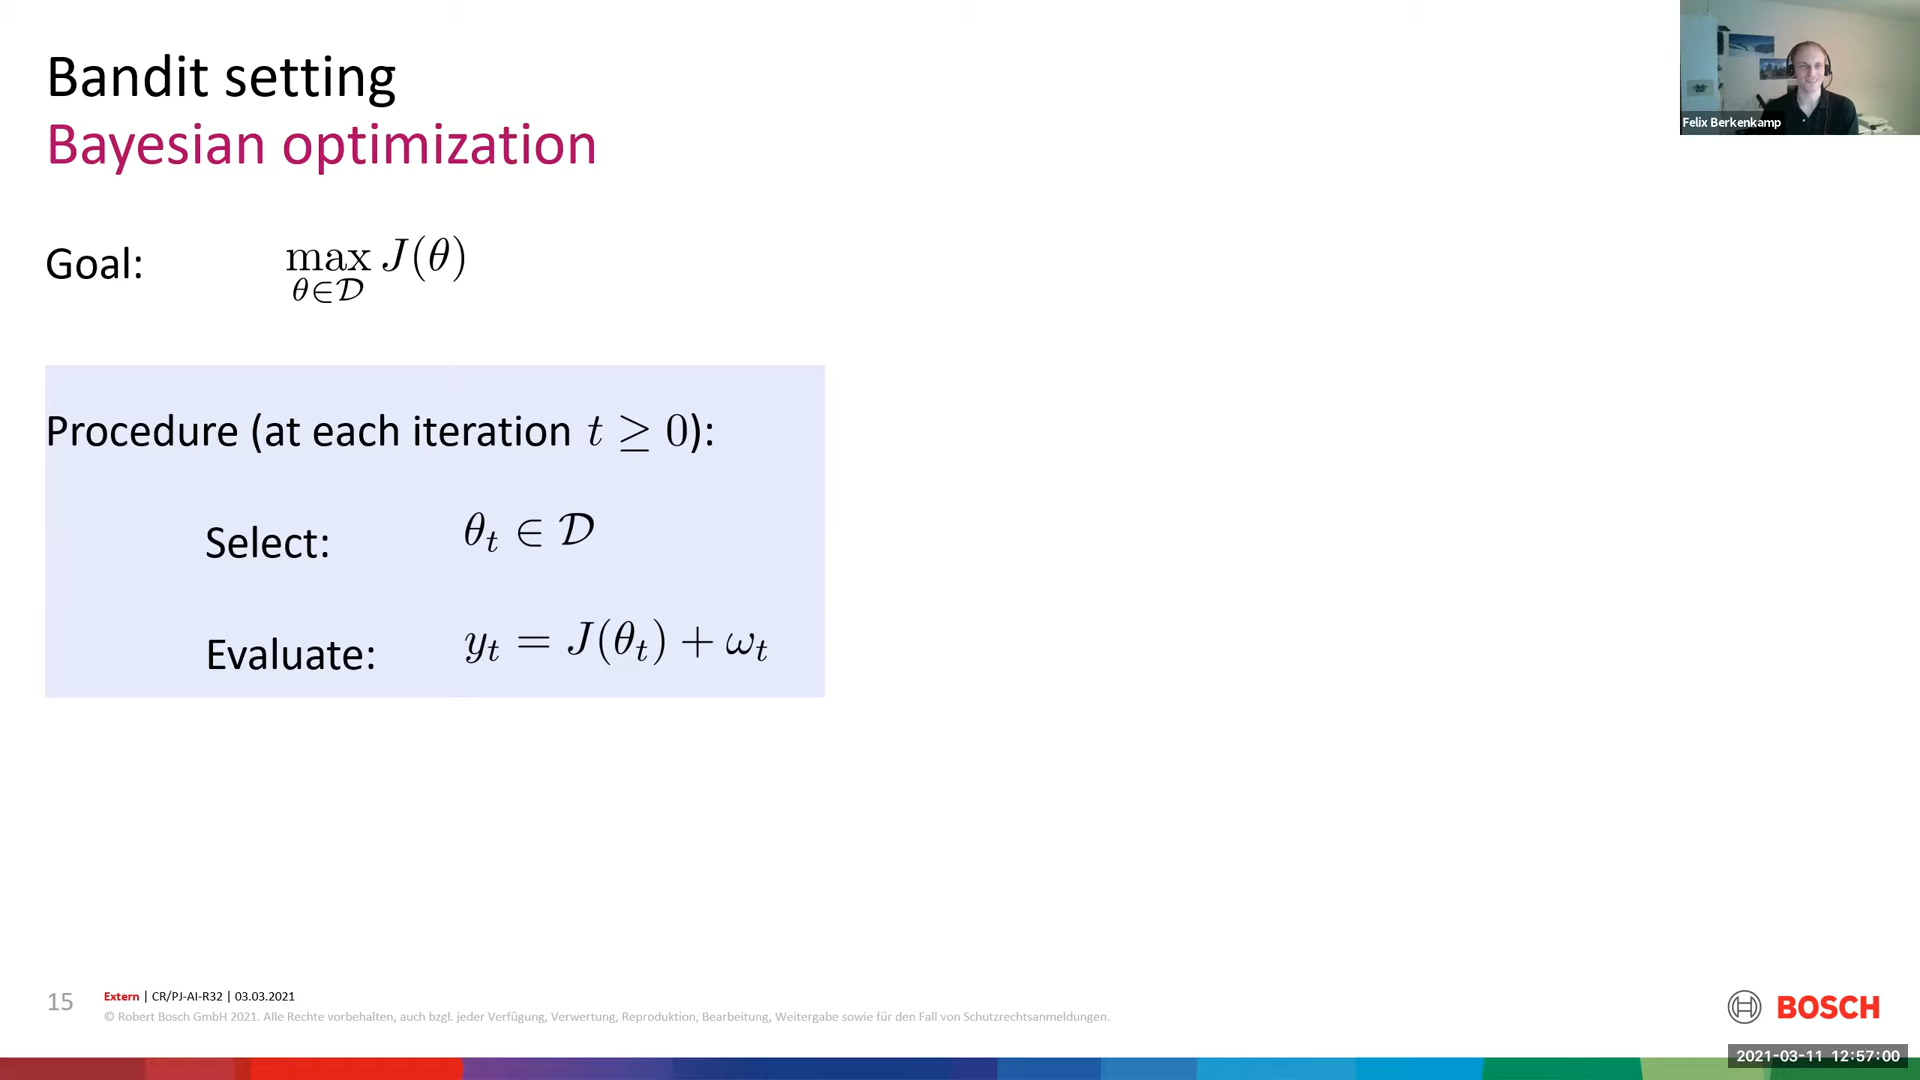 Bandit setting
Bayesian optimization
Felix Berkenkamp
Goal: max J(θ)
θ∈𝒟
Procedure (at each iteration t ≥ 0):
Select: θ_t ∈ 𝒟
Evaluate: y_t = J(θ_t) + ω_t
15 Extern | CR/PJ-AI-R32 | 03.03.2021
© Robert Bosch GmbH 2021. Alle Rechte vorbehalten, auch bzgl. jeder Verfügung, Verwertung, Reproduktion, Bearbeitung, Weitergabe sowie für den Fall von Schutzrechtsanmeldungen.
BOSCH
2021-03-11 12:57:00